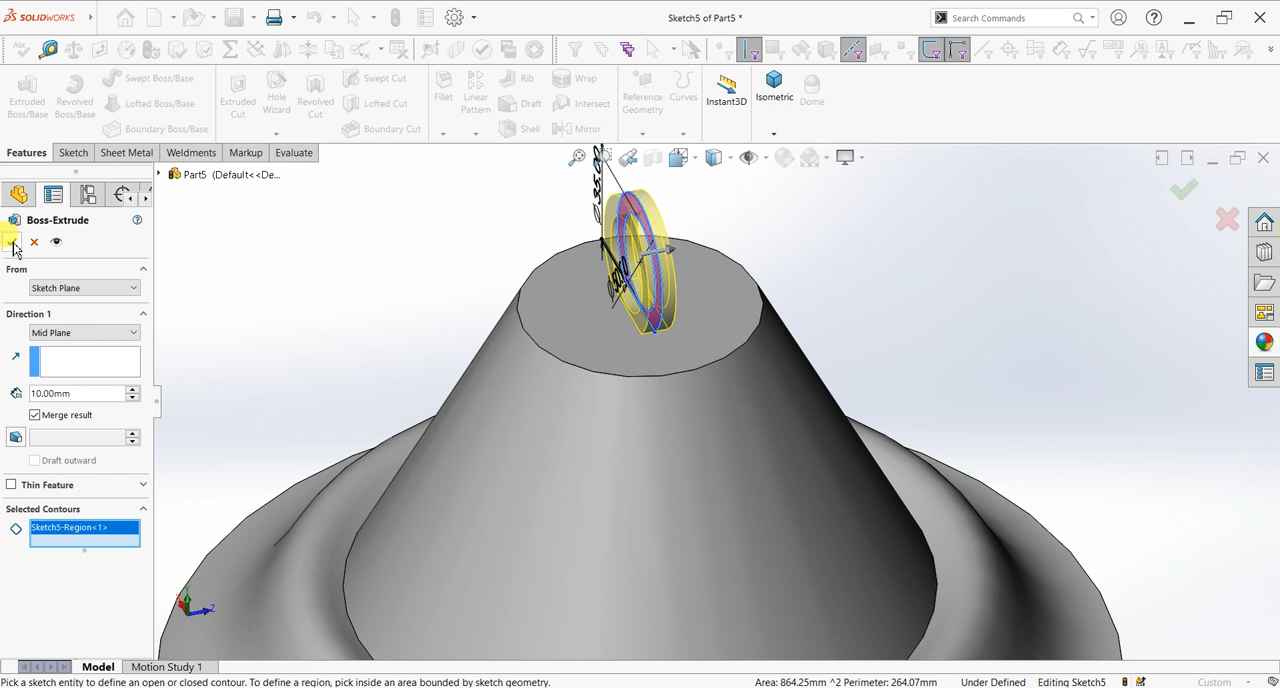 SOLIDWORKS
Sketch5 of Part5 *
Search Commands
Extruded Boss/Base
Revolved Boss/Base
Swept Boss/Base
Lofted Boss/Base
Boundary Boss/Base
Extruded Cut
Hole Wizard
Revolved Cut
Swept Cut
Lofted Cut
Boundary Cut
Fillet
Linear Pattern
Rib
Draft
Shell
Wrap
Intersect
Mirror
Reference Geometry
Curves
Instant3D
Isometric
Dome
Features
Sketch
Sheet Metal
Weldments
Markup
Evaluate
Part5 (Default<<De...
Boss-Extrude
From
Sketch Plane
Direction 1
Mid Plane
10.00mm
Merge result
Draft outward
Thin Feature
Selected Contours
Sketch5-Region<1>
Z
Model
Motion Study 1
Pick a sketch entity to define an open or closed contour. To define a region, pick inside an area bounded by sketch geometry.
Area: 864.25mm ^2 Perimeter: 264.07mm
Under Defined
Editing Sketch5
Custom